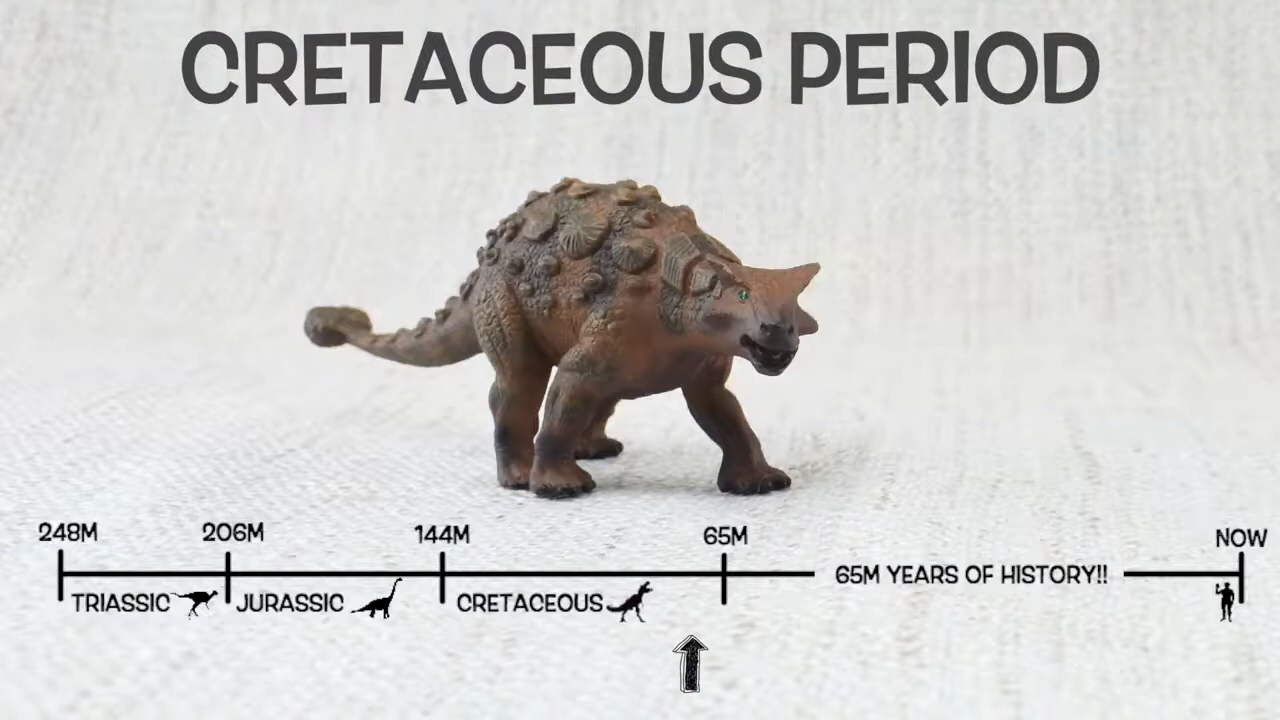 CRETACEOUS PERIOD
248M 206M 144M 65M NOW
65M YEARS OF HISTORY!!
TRIASSIC JURASSIC CRETACEOUS